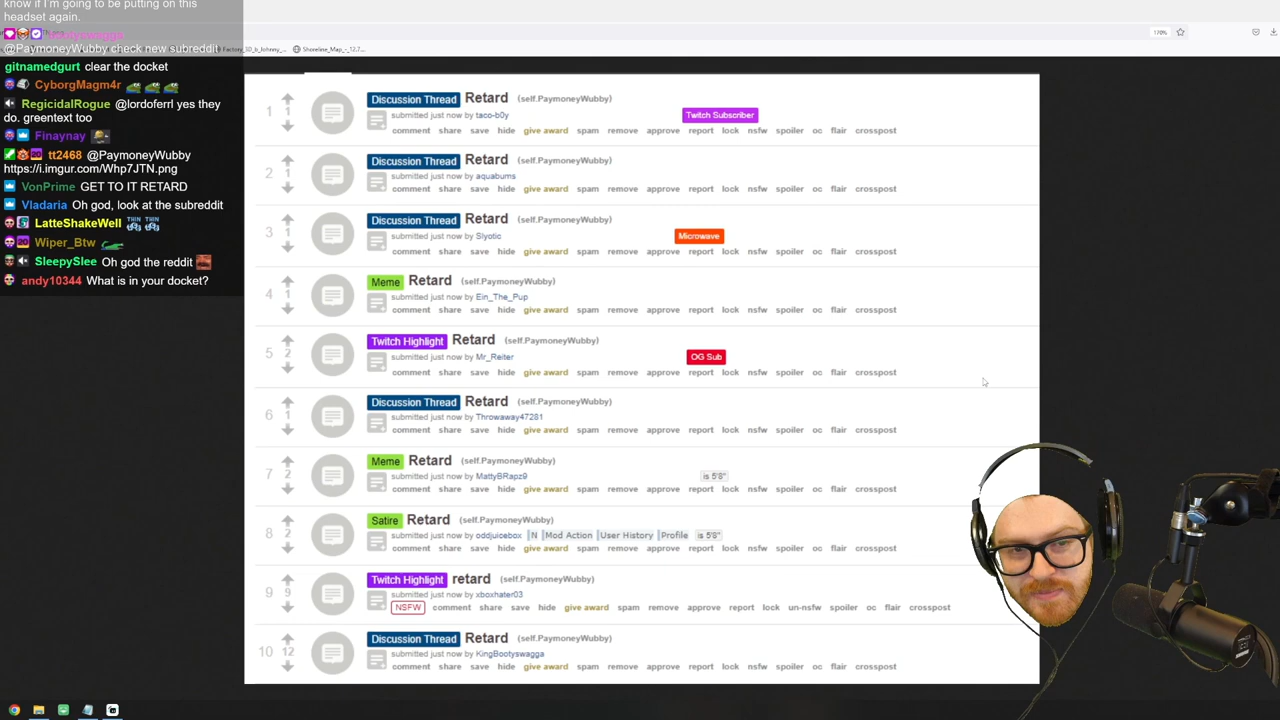 know if I'm going to be putting on this
headset again.
@PaymoneyWubby check new subreddit
gitnamedgurt clear the docket
CyborgMagm4r
RegicidalRogue @lordoferrl yes they
do. greentext too
Finaynay
tt2468 @PaymoneyWubby
https://i.imgur.com/Whp7JTN.png
VonPrime GET TO IT RETARD
Vladaria Oh god, look at the subreddit
LatteShakeWell
Wiper_Btw
SleepySlee Oh god the reddit
andy10344 What is in your docket?
Factory_3D_b_Johnny_... Shoreline_Map_-_12,7...
170%
1 1 Discussion Thread Retard (self.PaymoneyWubby)
submitted just now by taco-b0y Twitch Subscriber
comment share save hide give award spam remove approve report lock nsfw spoiler oc flair crosspost
2 1 Discussion Thread Retard (self.PaymoneyWubby)
submitted just now by aquabums
comment share save hide give award spam remove approve report lock nsfw spoiler oc flair crosspost
3 1 Discussion Thread Retard (self.PaymoneyWubby)
submitted just now by Slyotic Microwave
comment share save hide give award spam remove approve report lock nsfw spoiler oc flair crosspost
4 1 Meme Retard (self.PaymoneyWubby)
submitted just now by Ein_The_Pup
comment share save hide give award spam remove approve report lock nsfw spoiler oc flair crosspost
5 2 Twitch Highlight Retard (self.PaymoneyWubby)
submitted just now by Mr_Reiter OG Sub
comment share save hide give award spam remove approve report lock nsfw spoiler oc flair crosspost
6 1 Discussion Thread Retard (self.PaymoneyWubby)
submitted just now by Throwaway47281
comment share save hide give award spam remove approve report lock nsfw spoiler oc flair crosspost
7 2 Meme Retard (self.PaymoneyWubby)
submitted just now by MattyBRapz9 is 5'8"
comment share save hide give award spam remove approve report lock nsfw spoiler oc flair crosspost
8 2 Satire Retard (self.PaymoneyWubby)
submitted just now by oddjuicebox N Mod Action User History Profile is 5'8"
comment share save hide give award spam remove approve report lock nsfw spoiler oc flair crosspost
9 9 Twitch Highlight retard (self.PaymoneyWubby)
submitted just now by xboxhater03
NSFW comment share save hide give award spam remove approve report lock un-nsfw spoiler oc flair crosspost
10 12 Discussion Thread Retard (self.PaymoneyWubby)
submitted just now by KingBootyswagga
comment share save hide give award spam remove approve report lock nsfw spoiler oc flair crosspost